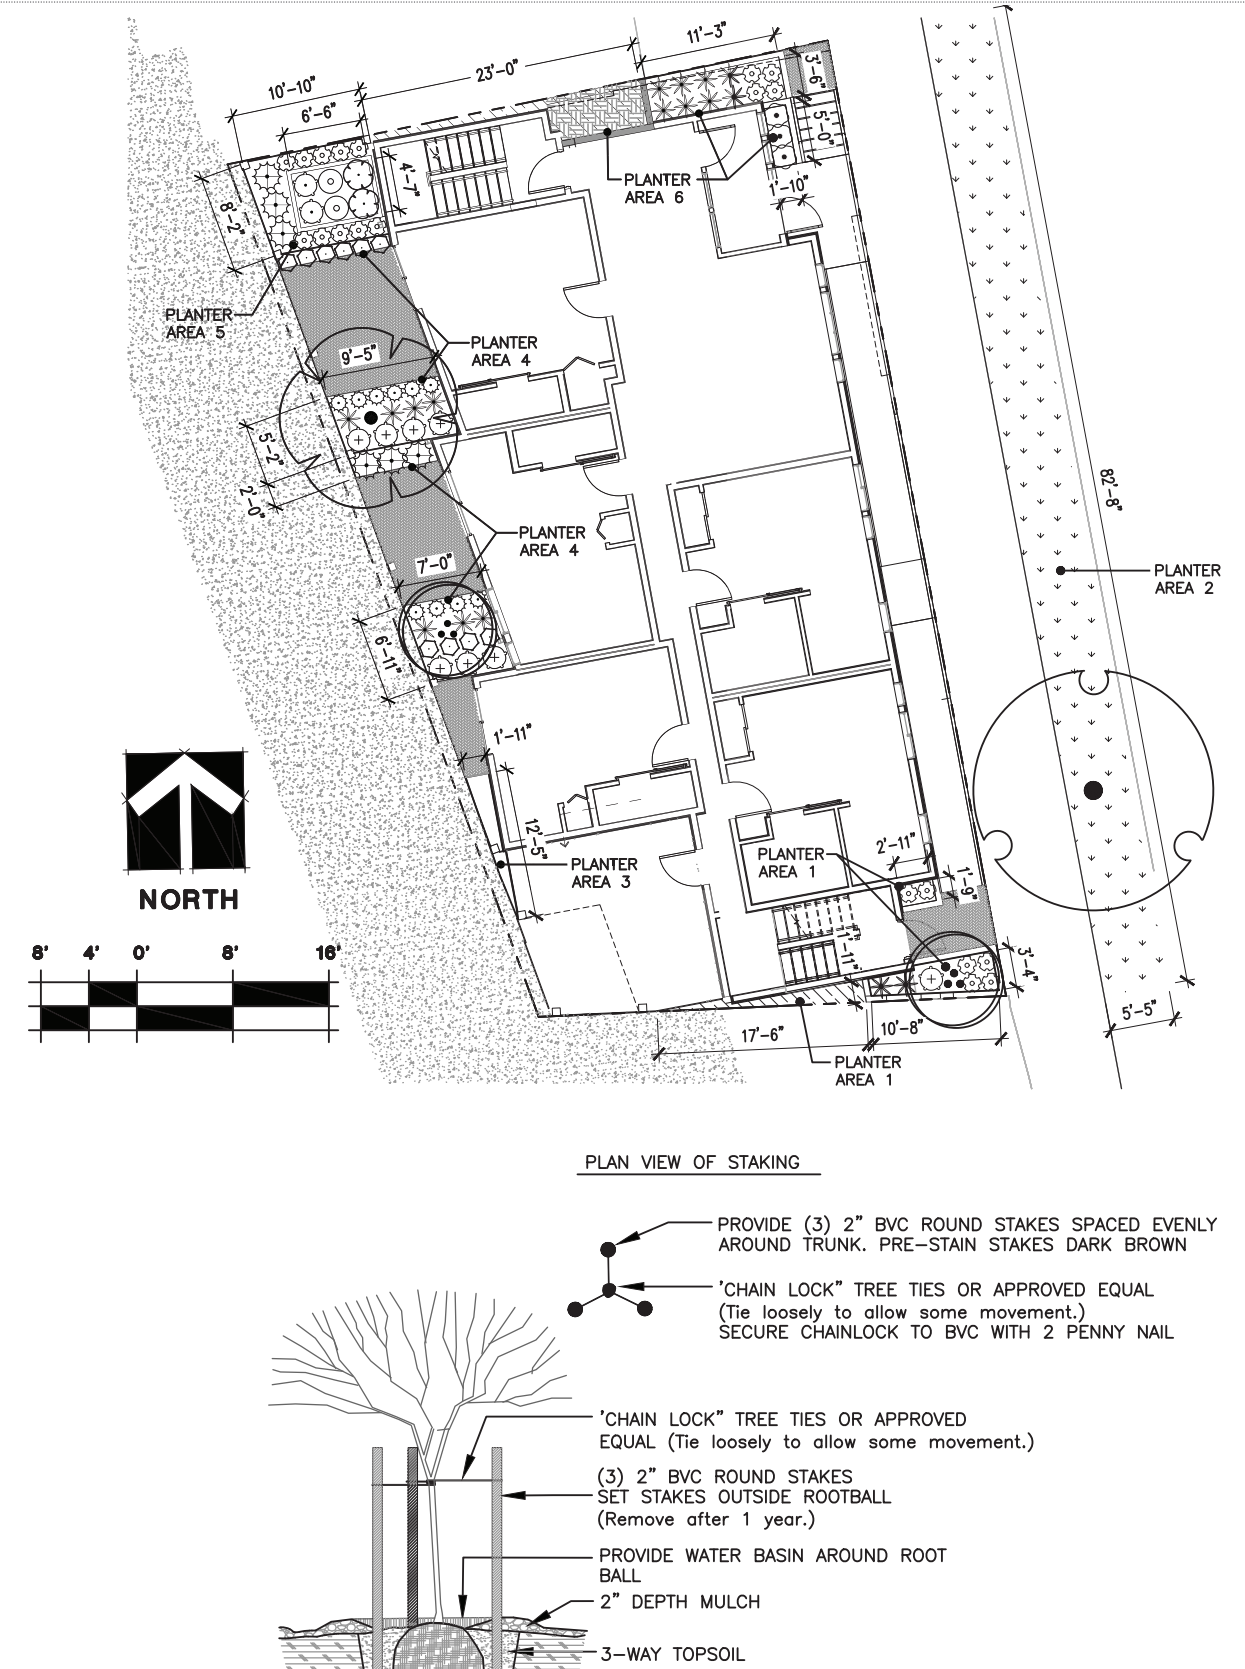 11'-3"
23'-0"
3'-6"
10'-10"
6'-6"
5'-0"
4'-7"
PLANTER
AREA 6
1'-10"
8'-2"
PLANTER
AREA 5
PLANTER
AREA 4
9'-5"
5'-2"
2'-0"
82'-8"
PLANTER
AREA 4
7'-0"
PLANTER
AREA 2
6'-11"
1'-11"
12'-5"
2'-11"
PLANTER
AREA 1
PLANTER
AREA 3
1'-9"
NORTH
1'-11"
3'-4"
8' 4' 0' 8' 16'
5'-5"
17'-6"
10'-8"
PLANTER
AREA 1
PLAN VIEW OF STAKING
PROVIDE (3) 2" BVC ROUND STAKES SPACED EVENLY
AROUND TRUNK. PRE-STAIN STAKES DARK BROWN
'CHAIN LOCK" TREE TIES OR APPROVED EQUAL
(Tie loosely to allow some movement.)
SECURE CHAINLOCK TO BVC WITH 2 PENNY NAIL
'CHAIN LOCK" TREE TIES OR APPROVED
EQUAL (Tie loosely to allow some movement.)
(3) 2" BVC ROUND STAKES
SET STAKES OUTSIDE ROOTBALL
(Remove after 1 year.)
PROVIDE WATER BASIN AROUND ROOT
BALL
2" DEPTH MULCH
3-WAY TOPSOIL